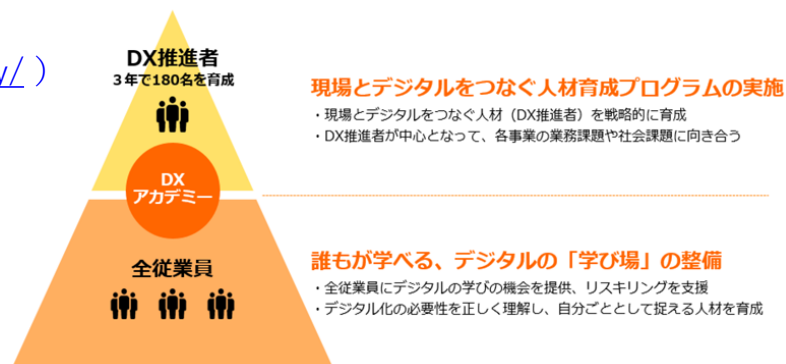 y/ ）
DX推進者
３年で180名を育成
DX
アカデミー
全従業員
現場とデジタルをつなぐ人材育成プログラムの実施
・現場とデジタルをつなぐ人材（DX推進者）を戦略的に育成
・DX推進者が中心となって、各事業の業務課題や社会課題に向き合う
誰もが学べる、デジタルの「学び場」の整備
・全従業員にデジタルの学びの機会を提供、リスキリングを支援
・デジタル化の必要性を正しく理解し、自分ごととして捉える人材を育成